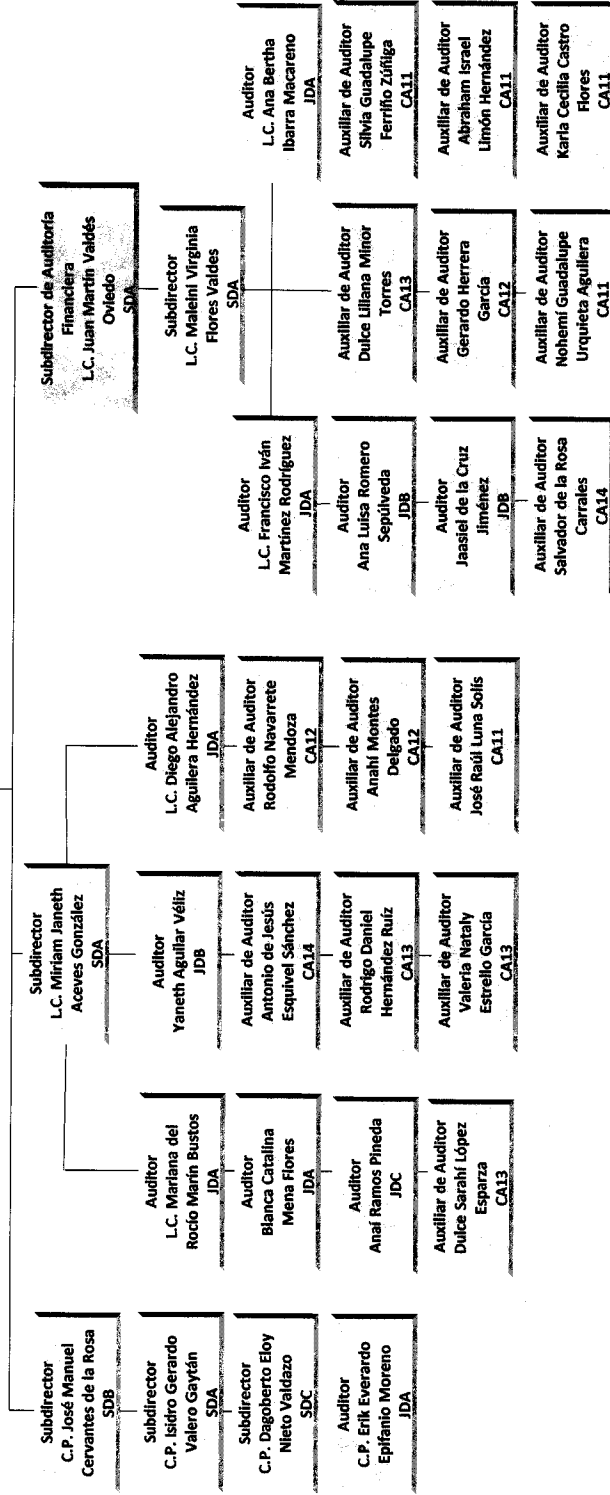 Subdirector
C.P. José Manuel
Cervantes de la Rosa
SDB
Subdirector
C.P. Isidro Gerardo
Valero Gaytán
SDA
Subdirector
C.P. Dagoberto Eloy
Nieto Valdazo
SDC
Auditor
C.P. Erik Everardo
Epifanio Moreno
JDA
Subdirector
L.C. Miriam Janeth
Aceves González
SDA
Auditor
L.C. Mariana del
Rocío Marín Bustos
JDA
Auditor
Blanca Catalina
Mena Flores
JDA
Auditor
Anaí Ramos Pineda
JDC
Auxiliar de Auditor
Dulce Sarahí López
Esparza
CA13
Auditor
Yaneth Aguilar Véliz
JDB
Auxiliar de Auditor
Antonio de Jesús
Esquivel Sánchez
CA14
Auxiliar de Auditor
Rodrigo Daniel
Hernández Ruíz
CA13
Auxiliar de Auditor
Valeria Nataly
Estrello García
CA13
Auditor
L.C. Diego Alejandro
Aguilera Hernández
JDA
Auxiliar de Auditor
Rodolfo Navarrete
Mendoza
CA12
Auxiliar de Auditor
Anahí Montes
Delgado
CA12
Auxiliar de Auditor
José Raúl Luna Solís
CA11
Subdirector de Auditoría
Financiera
L.C. Juan Martín Valdés
Oviedo
SDA
Subdirector
L.C. Maleini Virginia
Flores Valdes
SDA
Auditor
L.C. Francisco Iván
Martínez Rodríguez
JDA
Auditor
Ana Luisa Romero
Sepúlveda
JDB
Auditor
Jaasiel de la Cruz
Jiménez
JDB
Auxiliar de Auditor
Salvador de la Rosa
Carrales
CA14
Auxiliar de Auditor
Dulce Liliana Minor
Torres
CA13
Auxiliar de Auditor
Gerardo Herrera
García
CA12
Auxiliar de Auditor
Nohemí Guadalupe
Urquieta Aguilera
CA11
Auditor
L.C. Ana Bertha
Ibarra Macareno
JDA
Auxiliar de Auditor
Silvia Guadalupe
Ferriño Zúñiga
CA11
Auxiliar de Auditor
Abraham Israel
Limón Hernández
CA11
Auxiliar de Auditor
Karla Cecilia Castro
Flores
CA11